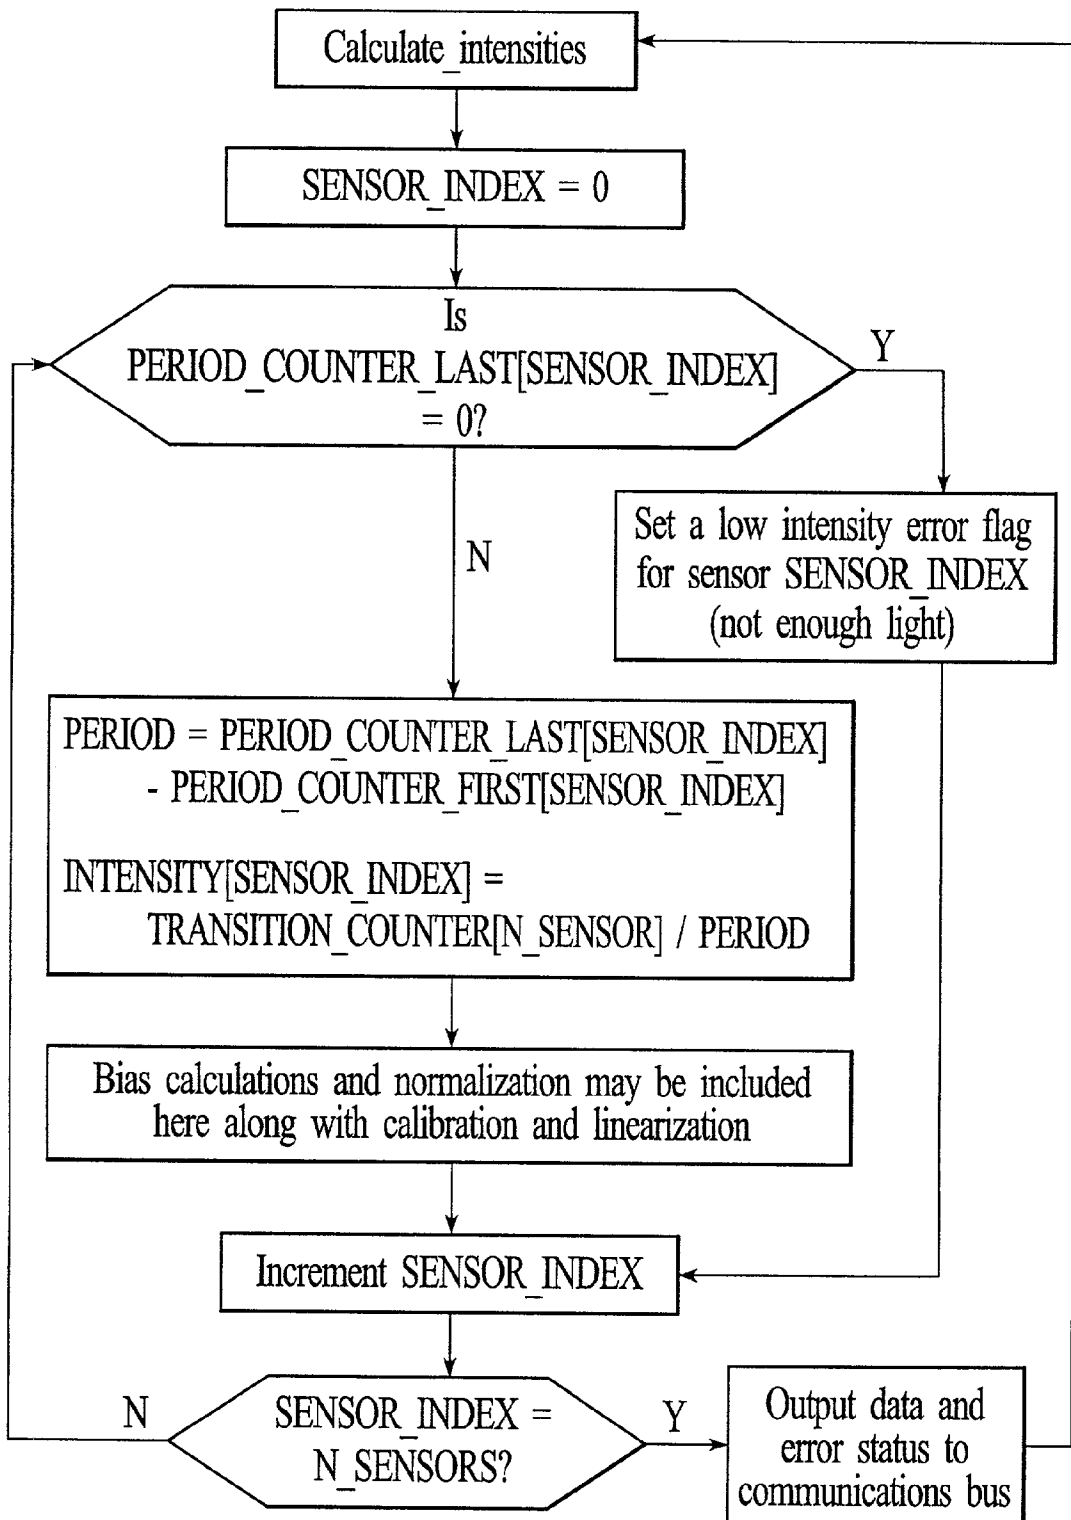 Calculate_intensities
SENSOR_INDEX = 0
Is
PERIOD_COUNTER_LAST[SENSOR_INDEX]
= 0?
Y
N
Set a low intensity error flag
for sensor SENSOR_INDEX
(not enough light)
PERIOD = PERIOD_COUNTER_LAST[SENSOR_INDEX]
- PERIOD_COUNTER_FIRST[SENSOR_INDEX]
INTENSITY[SENSOR_INDEX] =
TRANSITION_COUNTER[N_SENSOR] / PERIOD
Bias calculations and normalization may be included
here along with calibration and linearization
Increment SENSOR_INDEX
N
SENSOR_INDEX =
N_SENSORS?
Y
Output data and
error status to
communications bus